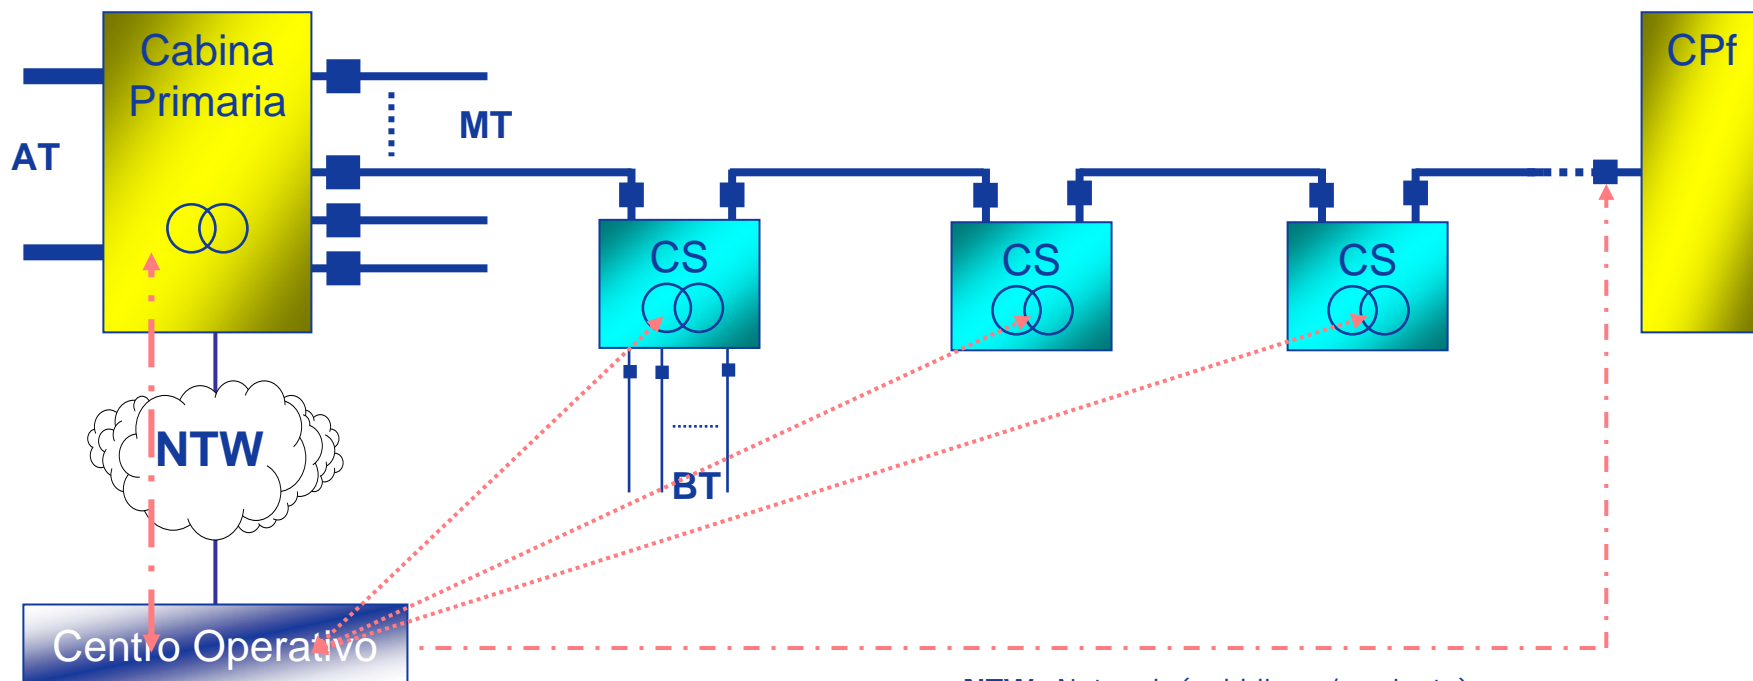 Cabina
Primaria
CPf
AT
MT
CS
CS
CS
NTW
BT
Centro Operativo